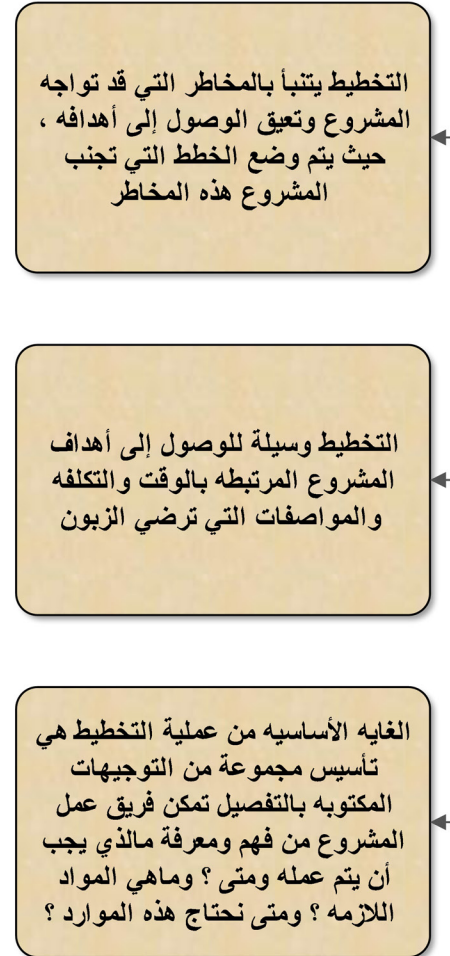 التخطيط يتنبأ بالمخاطر التي قد تواجه
المشروع وتعيق الوصول إلى أهدافه ،
حيث يتم وضع الخطط التي تجنب
المشروع هذه المخاطر
التخطيط وسيلة للوصول إلى أهداف
المشروع المرتبطه بالوقت والتكلفه
والمواصفات التي ترضي الزبون
الغايه الأساسيه من عملية التخطيط هي
تأسيس مجموعة من التوجيهات
المكتوبه بالتفصيل تمكن فريق عمل
المشروع من فهم ومعرفة مالذي يجب
أن يتم عمله ومتى ؟ وماهي المواد
اللازمه ؟ ومتى نحتاج هذه الموارد ؟